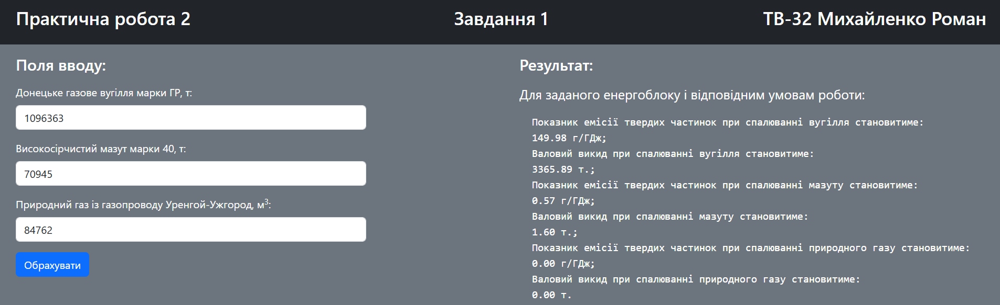 Практична робота 2
Завдання 1
ТВ-32 Михайленко Роман
Поля вводу:
Донецьке газове вугілля марки ГР, т:
1096363
Високосірчистий мазут марки 40, т:
70945
Природний газ із газопроводу Уренгой-Ужгород, м³:
84762
Обрахувати
Результат:
Для заданого енергоблоку і відповідним умовам роботи:
Показник емісії твердих частинок при спалюванні вугілля становитиме:
149.98 г/ГДж;
Валовий викид при спалюванні вугілля становитиме:
3365.89 т.;
Показник емісії твердих частинок при спалюванні мазуту становитиме:
0.57 г/ГДж;
Валовий викид при спалюванні мазуту становитиме:
1.60 т.;
Показник емісії твердих частинок при спалюванні природного газу становитиме:
0.00 г/ГДж;
Валовий викид при спалюванні природного газу становитиме:
0.00 т.